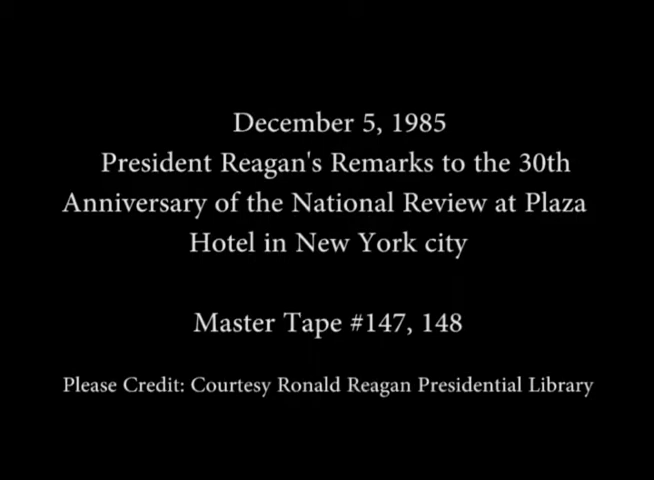 December 5, 1985
President Reagan's Remarks to the 30th
Anniversary of the National Review at Plaza
Hotel in New York city
Master Tape #147, 148
Please Credit: Courtesy Ronald Reagan Presidential Library